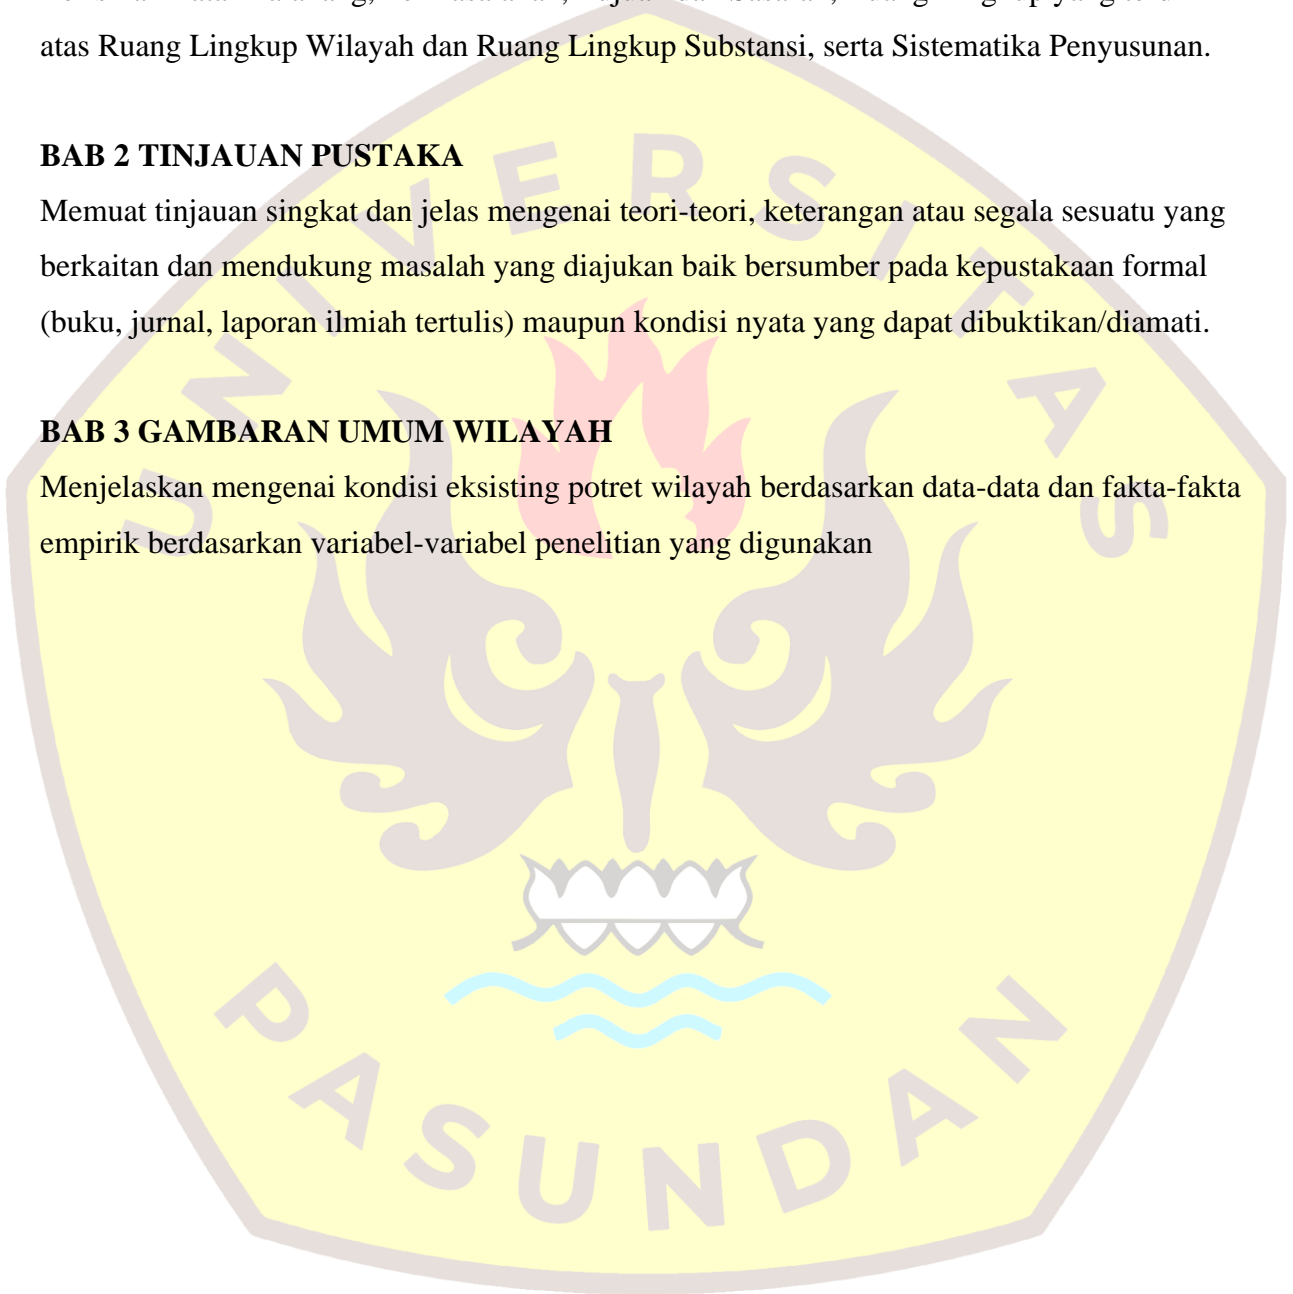 atas Ruang Lingkup Wilayah dan Ruang Lingkup Substansi, serta Sistematika Penyusunan.
BAB 2 TINJAUAN PUSTAKA
Memuat tinjauan singkat dan jelas mengenai teori-teori, keterangan atau segala sesuatu yang
berkaitan dan mendukung masalah yang diajukan baik bersumber pada kepustakaan formal
(buku, jurnal, laporan ilmiah tertulis) maupun kondisi nyata yang dapat dibuktikan/diamati.
BAB 3 GAMBARAN UMUM WILAYAH
Menjelaskan mengenai kondisi eksisting potret wilayah berdasarkan data-data dan fakta-fakta
empirik berdasarkan variabel-variabel penelitian yang digunakan
UNIVERSITAS
PASUNDAN